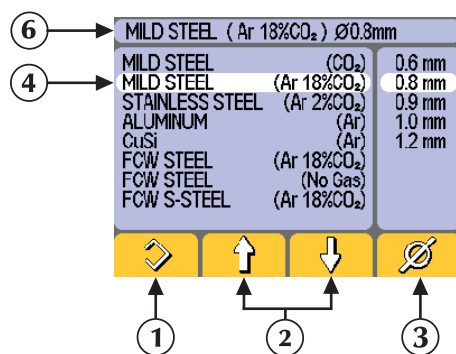 6
MILD STEEL ( Ar 18%CO₂ ) Ø0.8mm
4
MILD STEEL (CO₂) 0.6 mm
MILD STEEL (Ar 18%CO₂) 0.8 mm
STAINLESS STEEL (Ar 2%CO₂) 0.9 mm
ALUMINUM (Ar) 1.0 mm
CuSi (Ar) 1.2 mm
FCW STEEL (Ar 18%CO₂)
FCW STEEL (No Gas)
FCW S-STEEL (Ar 18%CO₂)
1 2 3